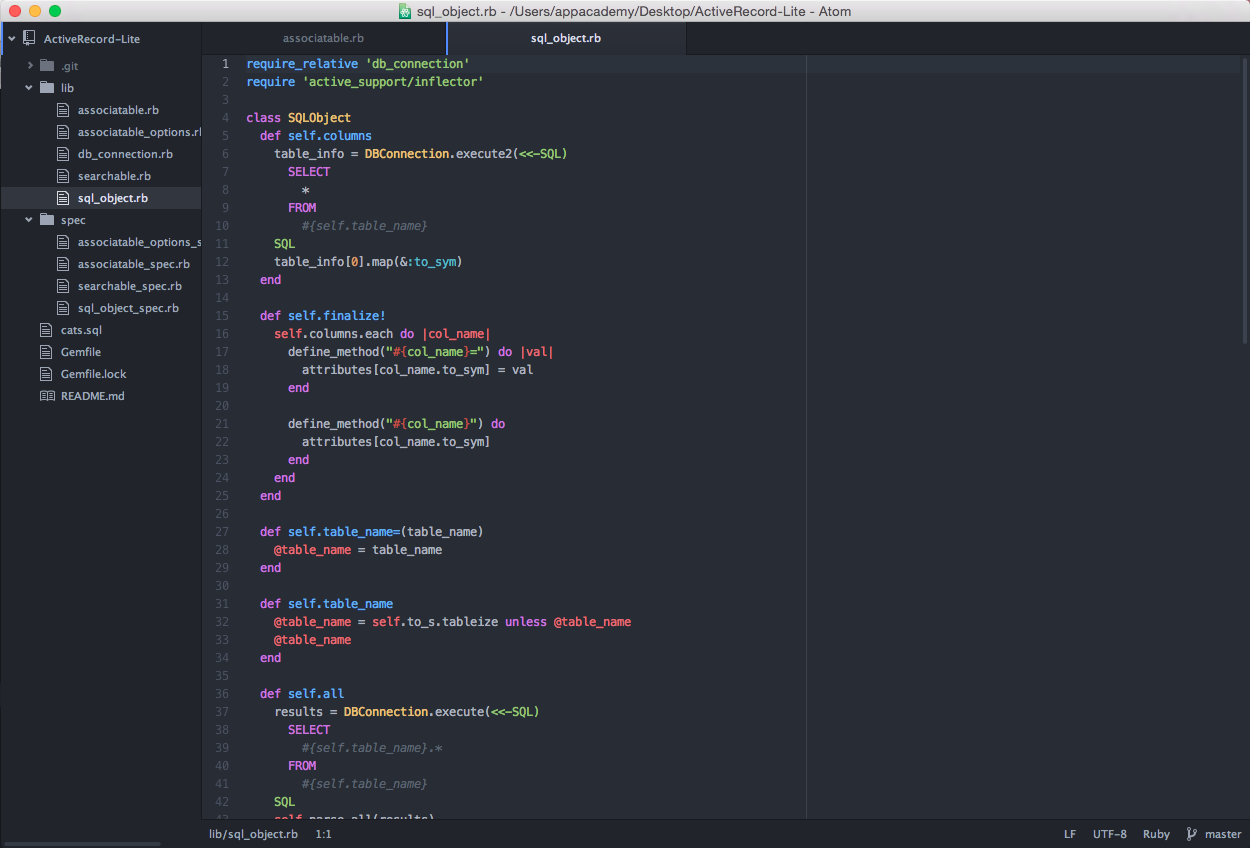 sql_object.rb - /Users/appacademy/Desktop/ActiveRecord-Lite - Atom
ActiveRecord-Lite
.git
lib
associatable.rb
associatable_options.r
db_connection.rb
searchable.rb
sql_object.rb
spec
associatable_options_s
associatable_spec.rb
searchable_spec.rb
sql_object_spec.rb
cats.sql
Gemfile
Gemfile.lock
README.md
associatable.rb
sql_object.rb
1 require_relative 'db_connection'
2 require 'active_support/inflector'
3
4 class SQLObject
5   def self.columns
6     table_info = DBConnection.execute2(<<-SQL)
7       SELECT
8         *
9       FROM
10         #{self.table_name}
11     SQL
12     table_info[0].map(&:to_sym)
13   end
14
15   def self.finalize!
16     self.columns.each do |col_name|
17       define_method("#{col_name}=") do |val|
18         attributes[col_name.to_sym] = val
19       end
20
21       define_method("#{col_name}") do
22         attributes[col_name.to_sym]
23       end
24     end
25   end
26
27   def self.table_name=(table_name)
28     @table_name = table_name
29   end
30
31   def self.table_name
32     @table_name = self.to_s.tableize unless @table_name
33     @table_name
34   end
35
36   def self.all
37     results = DBConnection.execute(<<-SQL)
38       SELECT
39         #{self.table_name}.*
40       FROM
41         #{self.table_name}
42     SQL
43     self.parse_all(results)
lib/sql_object.rb 1:1
LF UTF-8 Ruby master